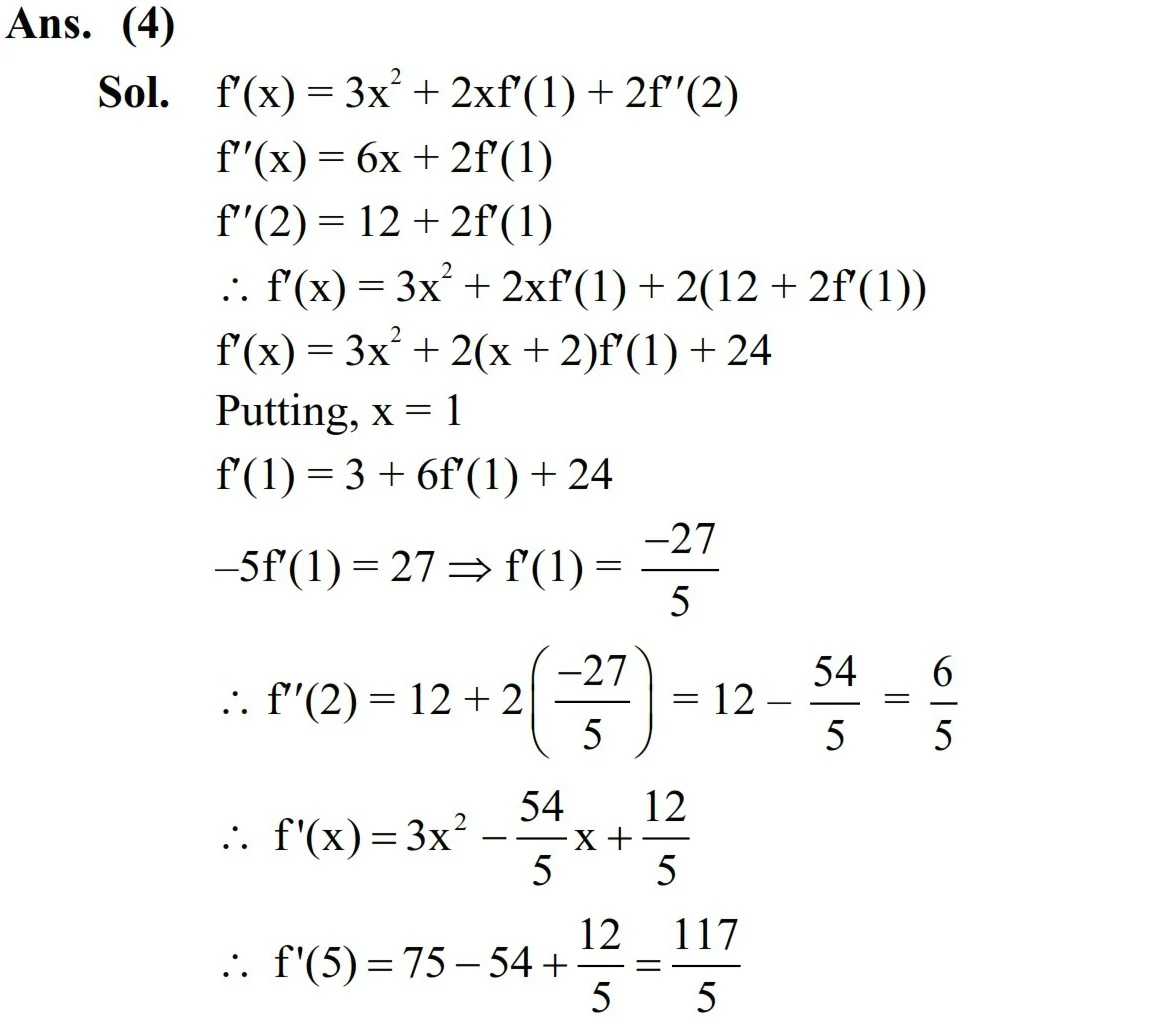 Ans. (4)
Sol. f′(x) = 3x² + 2xf′(1) + 2f′′(2)
f′′(x) = 6x + 2f′(1)
f′′(2) = 12 + 2f′(1)
∴ f′(x) = 3x² + 2xf′(1) + 2(12 + 2f′(1))
f′(x) = 3x² + 2(x + 2)f′(1) + 24
Putting, x = 1
f′(1) = 3 + 6f′(1) + 24
–5f′(1) = 27 ⇒ f′(1) = −27/5
∴ f′′(2) = 12 + 2(−27/5) = 12 – 54/5 = 6/5
∴ f'(x) = 3x² − 54/5 x + 12/5
∴ f'(5) = 75 − 54 + 12/5 = 117/5